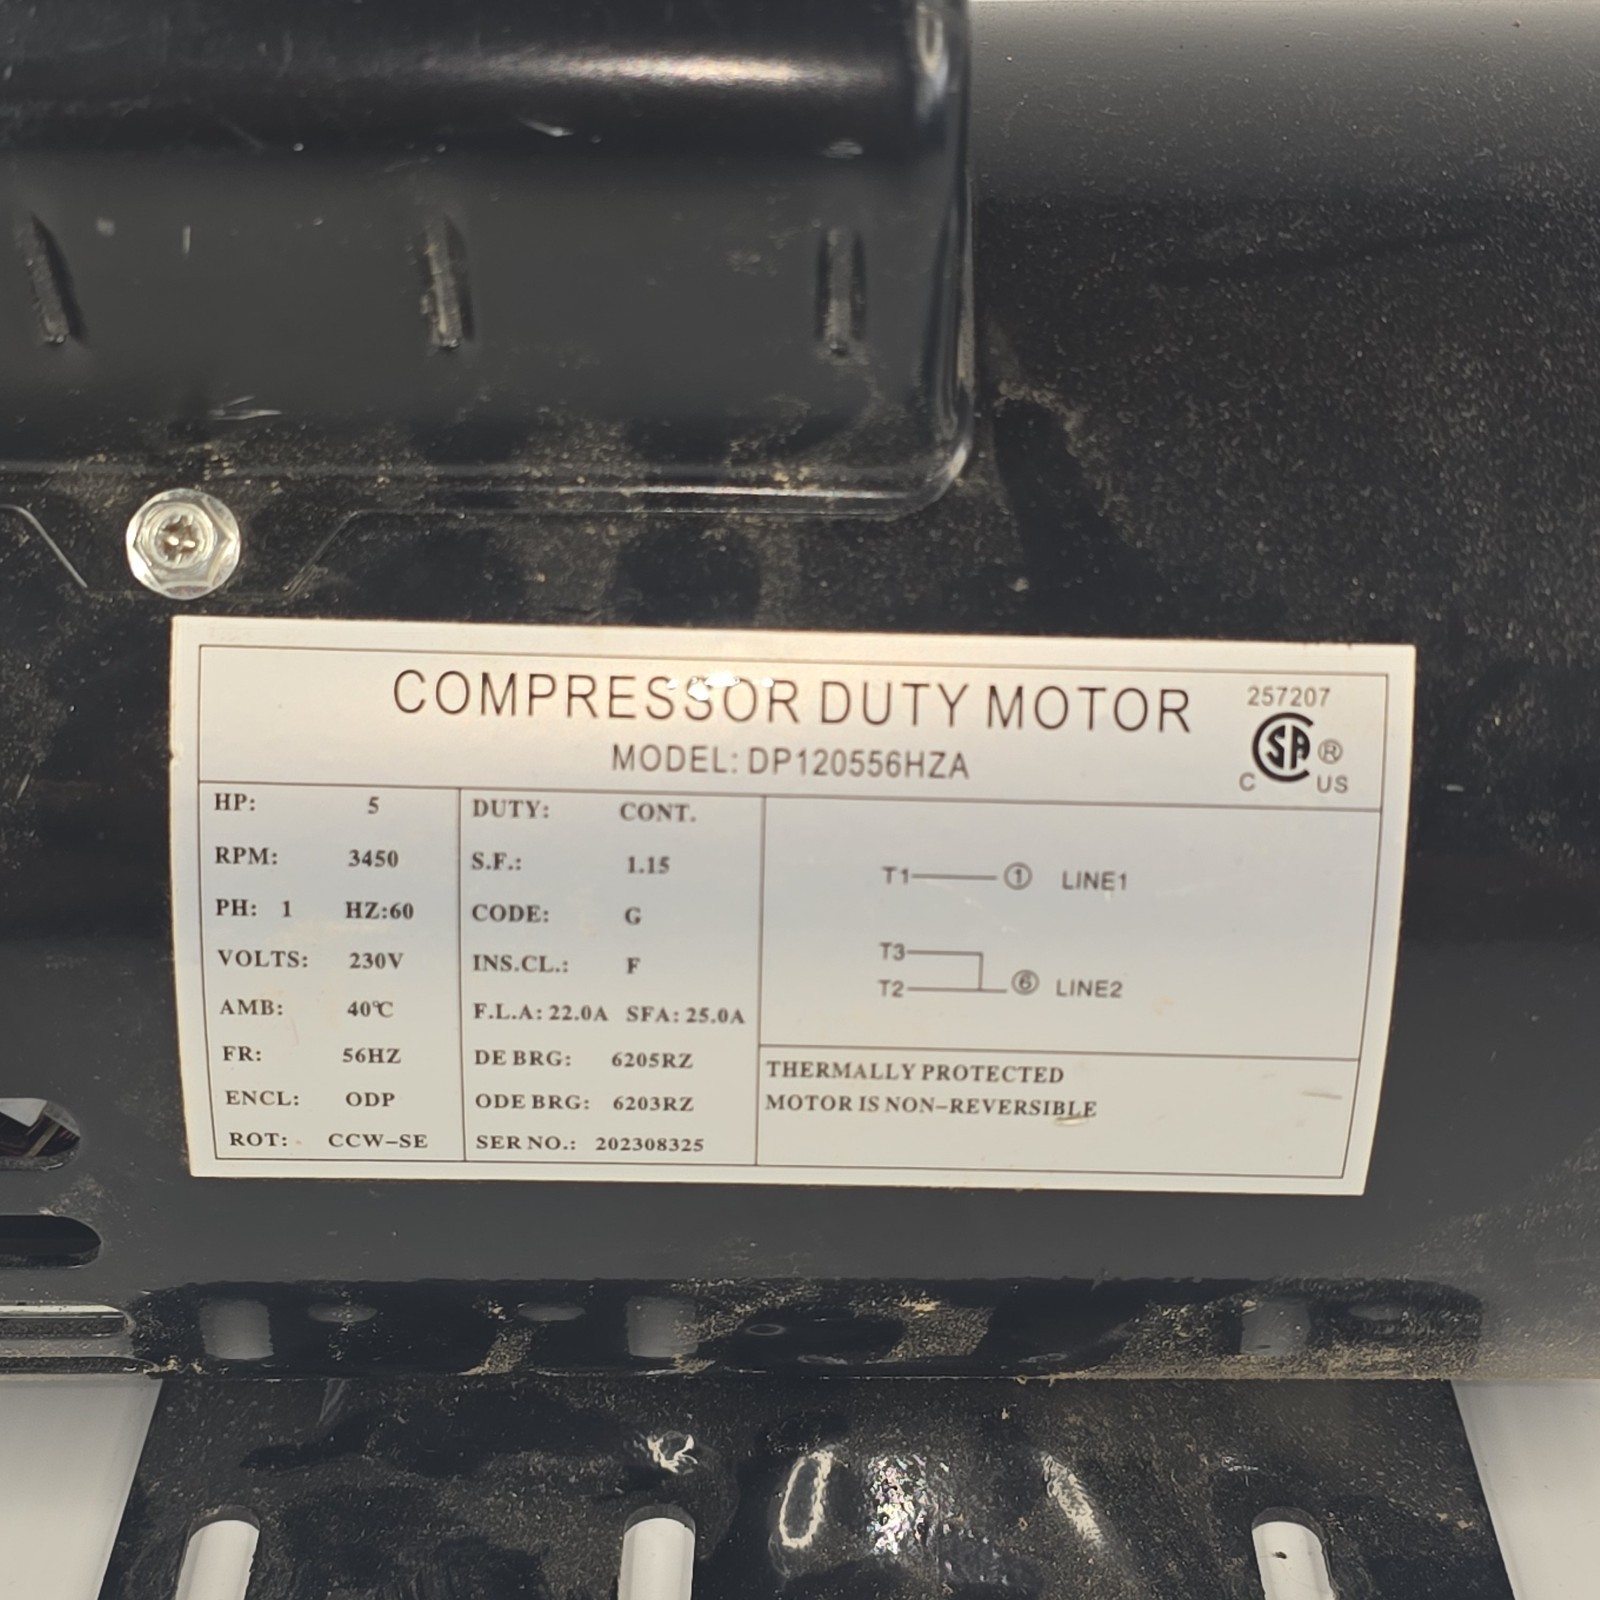 COMPRESSOR DUTY MOTOR
MODEL: DP120556HZA
257207
SA ®
C US
HP: 5
RPM: 3450
PH: 1 HZ:60
VOLTS: 230V
AMB: 40℃
FR: 56HZ
ENCL: ODP
ROT: CCW-SE
DUTY: CONT.
S.F.: 1.15
CODE: G
INS.CL.: F
F.L.A: 22.0A SFA: 25.0A
DE BRG: 6205RZ
ODE BRG: 6203RZ
SER NO.: 202308325
T1 ① LINE1
T3
T2 ⑥ LINE2
THERMALLY PROTECTED
MOTOR IS NON-REVERSIBLE